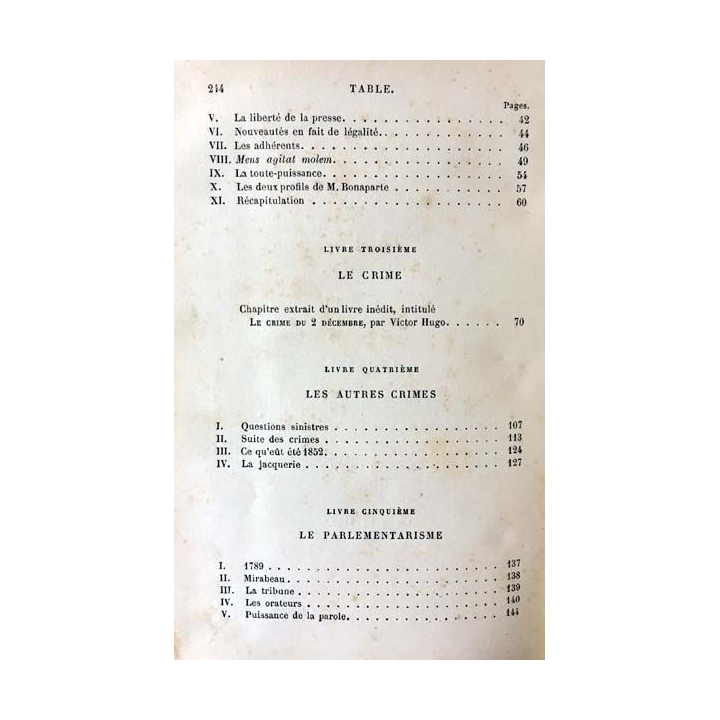 244 TABLE.
Pages.
V. La liberté de la presse. . . . . . . . . . . . . . . 42
VI. Nouveautés en fait de légalité. . . . . . . . . . . . 44
VII. Les adhérents. . . . . . . . . . . . . . . . . . 46
VIII. Mens agitat molem. . . . . . . . . . . . . . . 49
IX. La toute-puissance. . . . . . . . . . . . . . . . 54
X. Les deux profils de M. Bonaparte . . . . . . . . . . 57
XI. Récapitulation . . . . . . . . . . . . . . . . . 60
LIVRE TROISIÈME
LE CRIME
Chapitre extrait d'un livre inédit, intitulé
LE CRIME DU 2 DÉCEMBRE, par Victor Hugo. . . . . . 70
LIVRE QUATRIÈME
LES AUTRES CRIMES
I. Questions sinistres . . . . . . . . . . . . . . . 107
II. Suite des crimes . . . . . . . . . . . . . . . . 113
III. Ce qu'eût été 1852. . . . . . . . . . . . . . . . 124
IV. La jacquerie . . . . . . . . . . . . . . . . . . 127
LIVRE CINQUIÈME
LE PARLEMENTARISME
I. 1789 . . . . . . . . . . . . . . . . . . . . . 137
II. Mirabeau. . . . . . . . . . . . . . . . . . . . 138
III. La tribune . . . . . . . . . . . . . . . . . . . 139
IV. Les orateurs . . . . . . . . . . . . . . . . . . 140
V. Puissance de la parole. . . . . . . . . . . . . . . 144